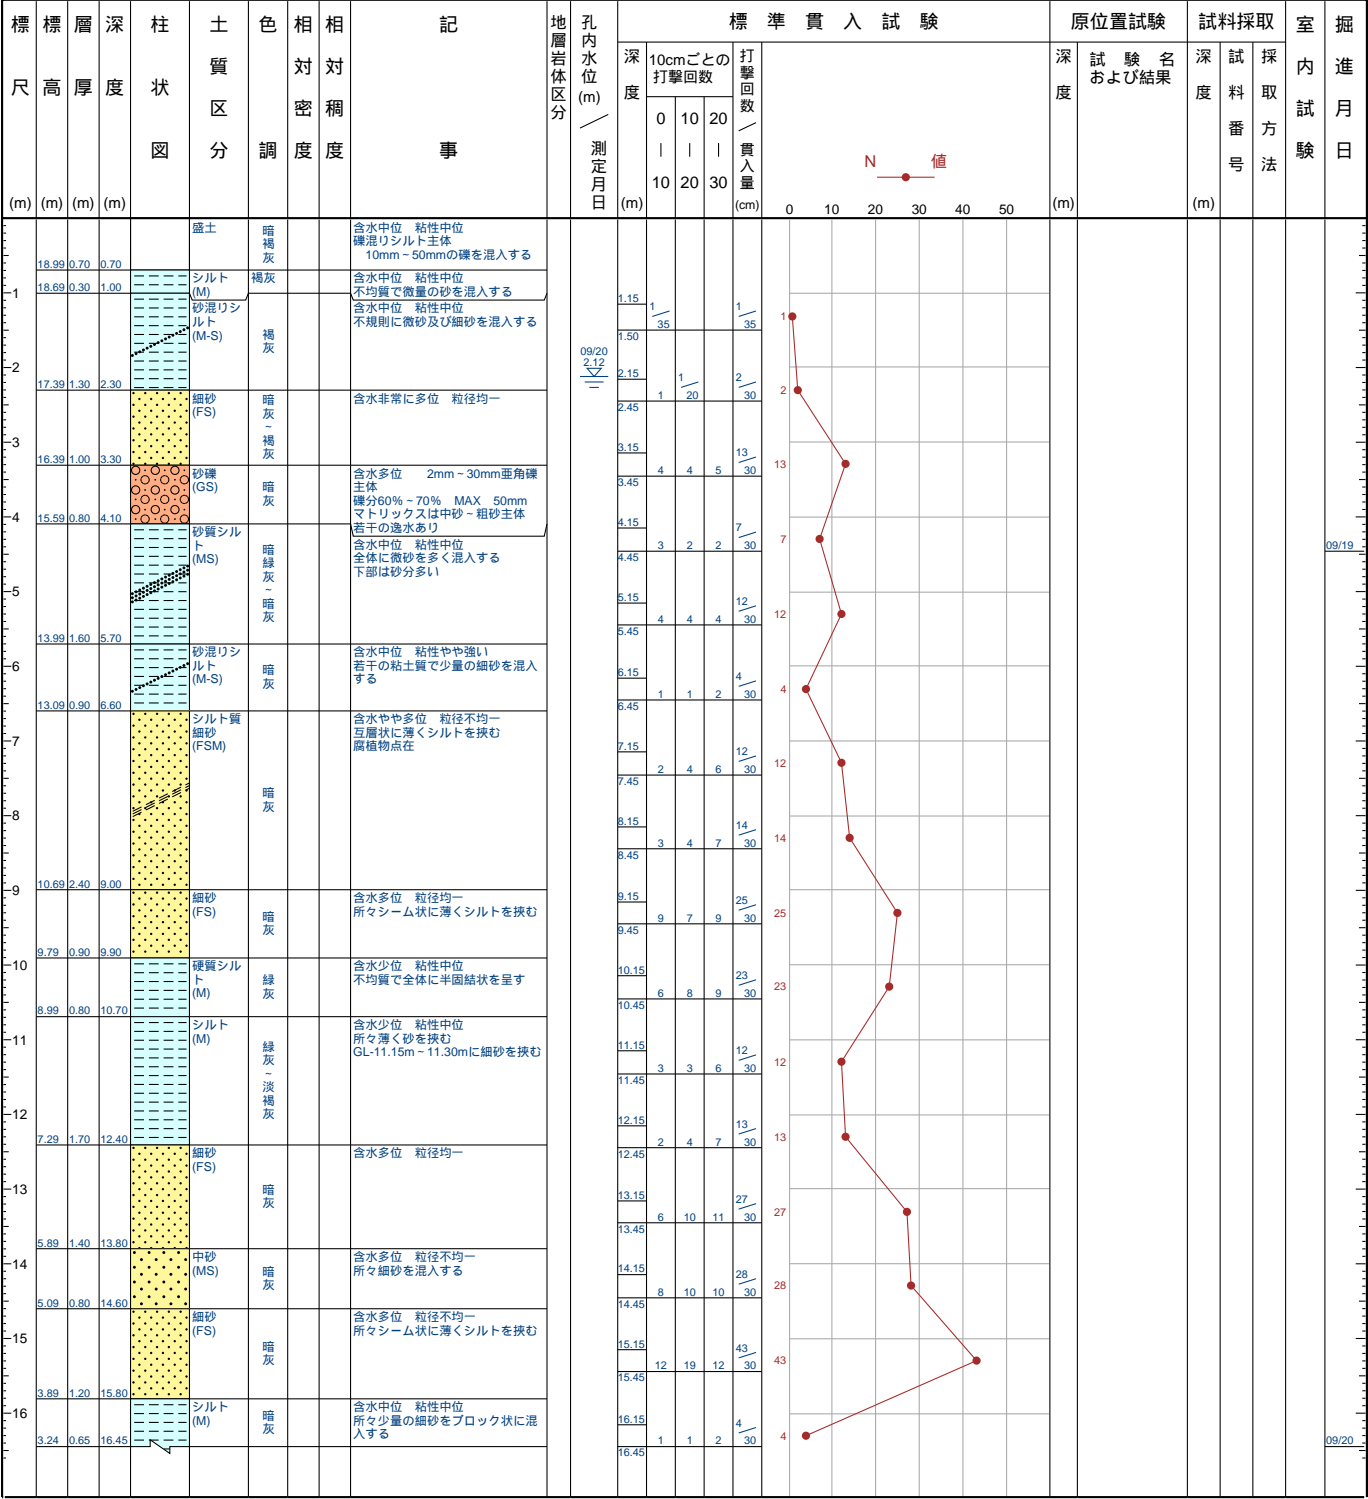 標尺 (m)
標高 (m)
層厚 (m)
深度 (m)
柱状図
土質区分
色調
相対密度
相対稠度
記事
地層岩体区分
孔内水位(m)／測定月日
標準貫入試験
深度 (m)
10cmごとの
打撃回数
0 10 20
| | |
10 20 30
打撃回数／貫入量 (cm)
N 値
0 10 20 30 40 50
原位置試験
深度 (m)
試験名
および結果
試料採取
深度 (m)
試料番号
採取方法
室内試験
掘進月日
18.99 0.70 0.70
盛土
暗褐灰
含水中位 粘性中位
礫混りシルト主体
10mm~50mmの礫を混入する
18.69 0.30 1.00
シルト
(M)
褐灰
含水中位 粘性中位
不均質で微量の砂を混入する
1
17.39 1.30 2.30
砂混りシ
ルト
(M-S)
褐灰
含水中位 粘性中位
不規則に微砂及び細砂を混入する
09/20
2.12
1.15 1/35 1/35 1
1.50
2
2.15 1 1/20 2/30 2
2.45
16.39 1.00 3.30
細砂
(FS)
暗灰~褐灰
含水非常に多位 粒径均一
3
3.15 4 4 5 13/30 13
3.45
15.59 0.80 4.10
砂礫
(GS)
暗灰
含水多位 2mm~30mm亜角礫
主体
礫分60%~70% MAX 50mm
マトリックスは中砂~粗砂主体
若干の逸水あり
4
4.15 3 2 2 7/30 7
4.45
09/19
13.99 1.60 5.70
砂質シル
ト
(MS)
暗緑灰~暗灰
含水中位 粘性中位
全体に微砂を多く混入する
下部は砂分多い
5
5.15 4 4 4 12/30 12
5.45
13.09 0.90 6.60
砂混りシ
ルト
(M-S)
暗灰
含水中位 粘性やや強い
若干の粘土質で少量の細砂を混入
する
6
6.15 1 1 2 4/30 4
6.45
10.69 2.40 9.00
シルト質
細砂
(FSM)
暗灰
含水やや多位 粒径不均一
互層状に薄くシルトを挟む
腐植物点在
7
7.15 2 4 6 12/30 12
7.45
8
8.15 3 4 7 14/30 14
8.45
9
9.79 0.90 9.90
細砂
(FS)
暗灰
含水多位 粒径均一
所々シーム状に薄くシルトを挟む
9.15 9 7 9 25/30 25
9.45
10
8.99 0.80 10.70
硬質シル
ト
(M)
緑灰
含水少位 粘性中位
不均質で全体に半固結状を呈す
10.15 6 8 9 23/30 23
10.45
11
7.29 1.70 12.40
シルト
(M)
緑灰~淡褐灰
含水少位 粘性中位
所々薄く砂を挟む
GL-11.15m~11.30mに細砂を挟む
11.15 3 3 6 12/30 12
11.45
12
12.15 2 4 7 13/30 13
12.45
5.89 1.40 13.80
細砂
(FS)
暗灰
含水多位 粒径均一
13
13.15 6 10 11 27/30 27
13.45
5.09 0.80 14.60
中砂
(MS)
暗灰
含水多位 粒径不均一
所々細砂を混入する
14
14.15 8 10 10 28/30 28
14.45
3.89 1.20 15.80
細砂
(FS)
暗灰
含水多位 粒径不均一
所々シーム状に薄くシルトを挟む
15
15.15 12 19 12 43/30 43
15.45
3.24 0.65 16.45
シルト
(M)
暗灰
含水中位 粘性中位
所々少量の細砂をブロック状に混
入する
16
16.15 1 1 2 4/30 4
16.45
09/20